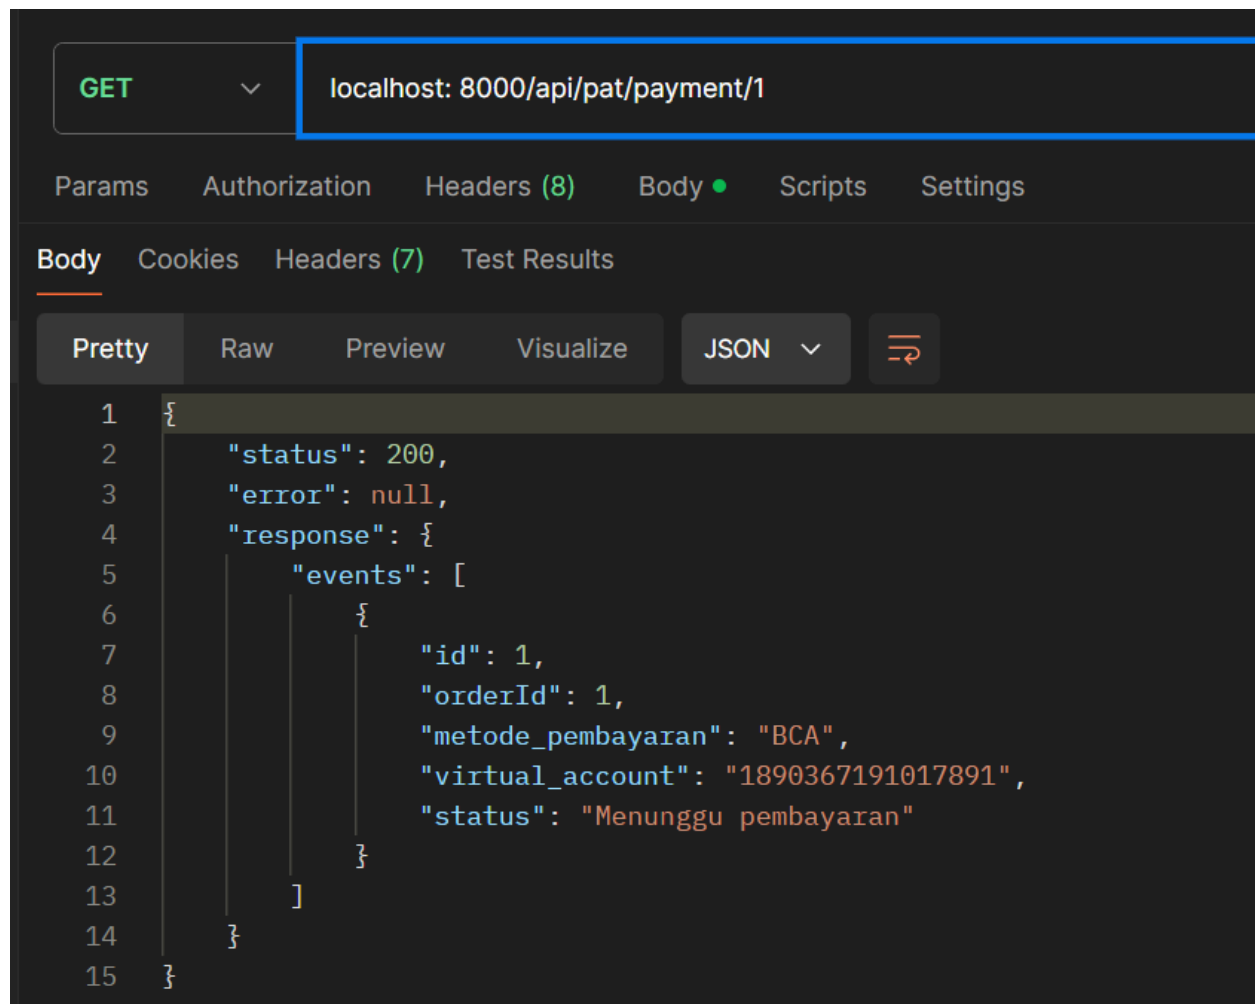 GET localhost: 8000/api/pat/payment/1
Params Authorization Headers (8) Body Scripts Settings
Body Cookies Headers (7) Test Results
Pretty Raw Preview Visualize JSON
1 {
2 "status": 200,
3 "error": null,
4 "response": {
5 "events": [
6 {
7 "id": 1,
8 "orderId": 1,
9 "metode_pembayaran": "BCA",
10 "virtual_account": "1890367191017891",
11 "status": "Menunggu pembayaran"
12 }
13 ]
14 }
15 }